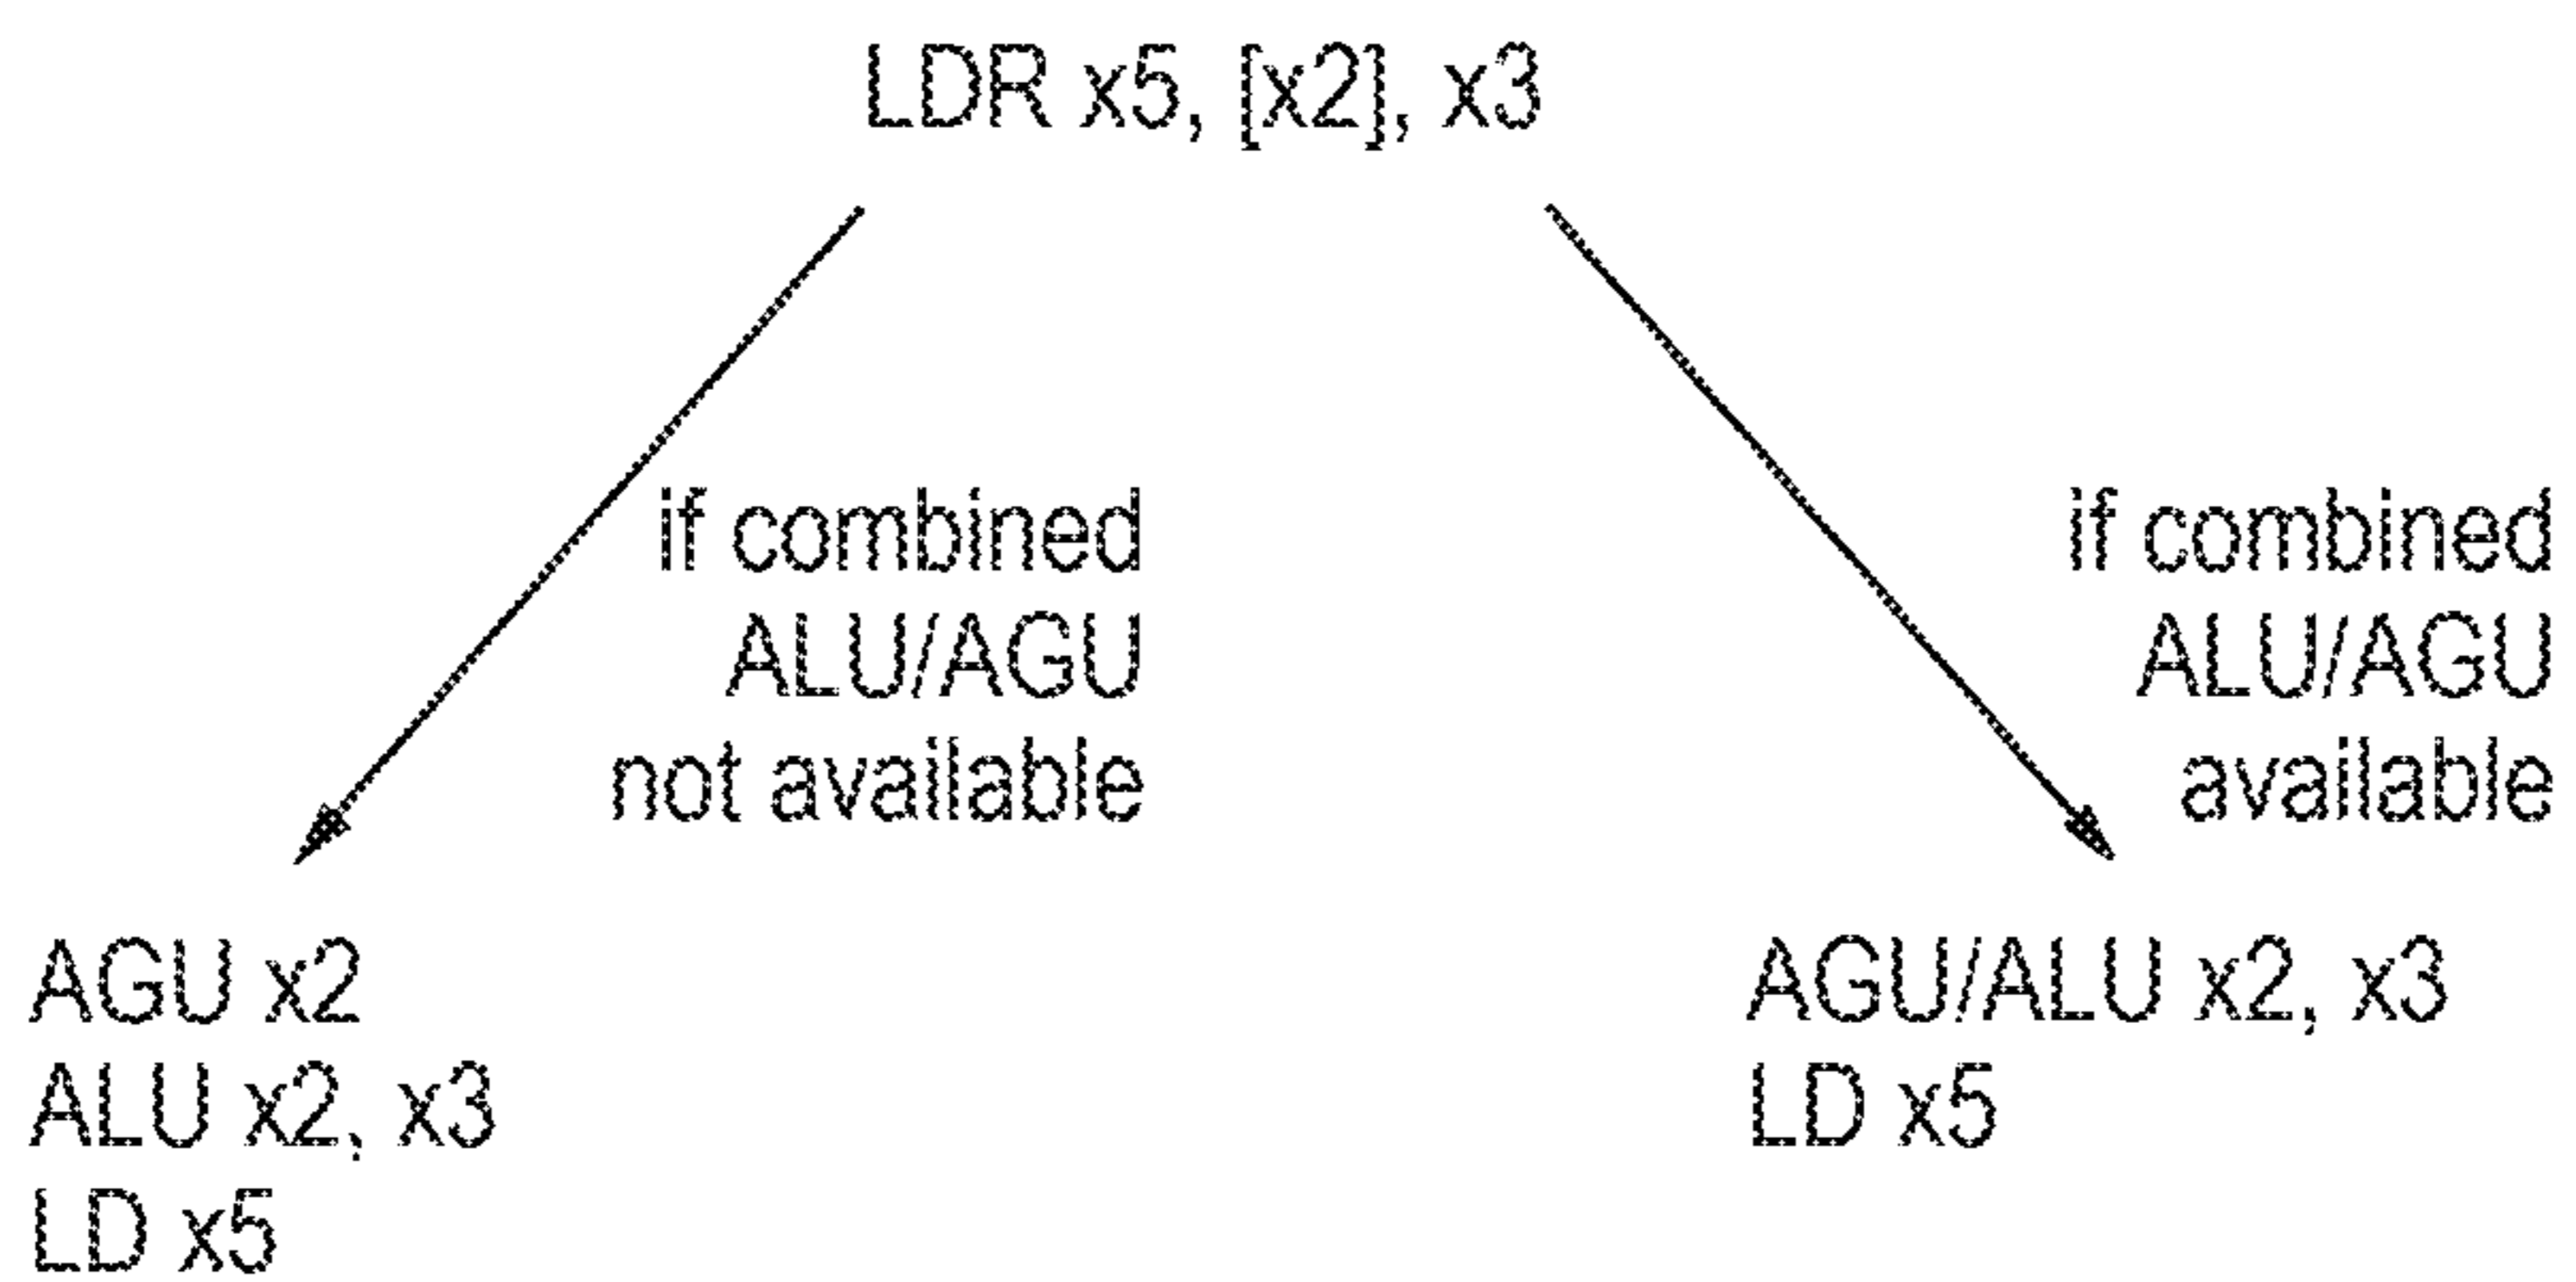 LDR x5, [x2], x3
if combined
ALU/AGU
not available
if combined
ALU/AGU
available
AGU x2
ALU x2, x3
LD x5
AGU/ALU x2, x3
LD x5